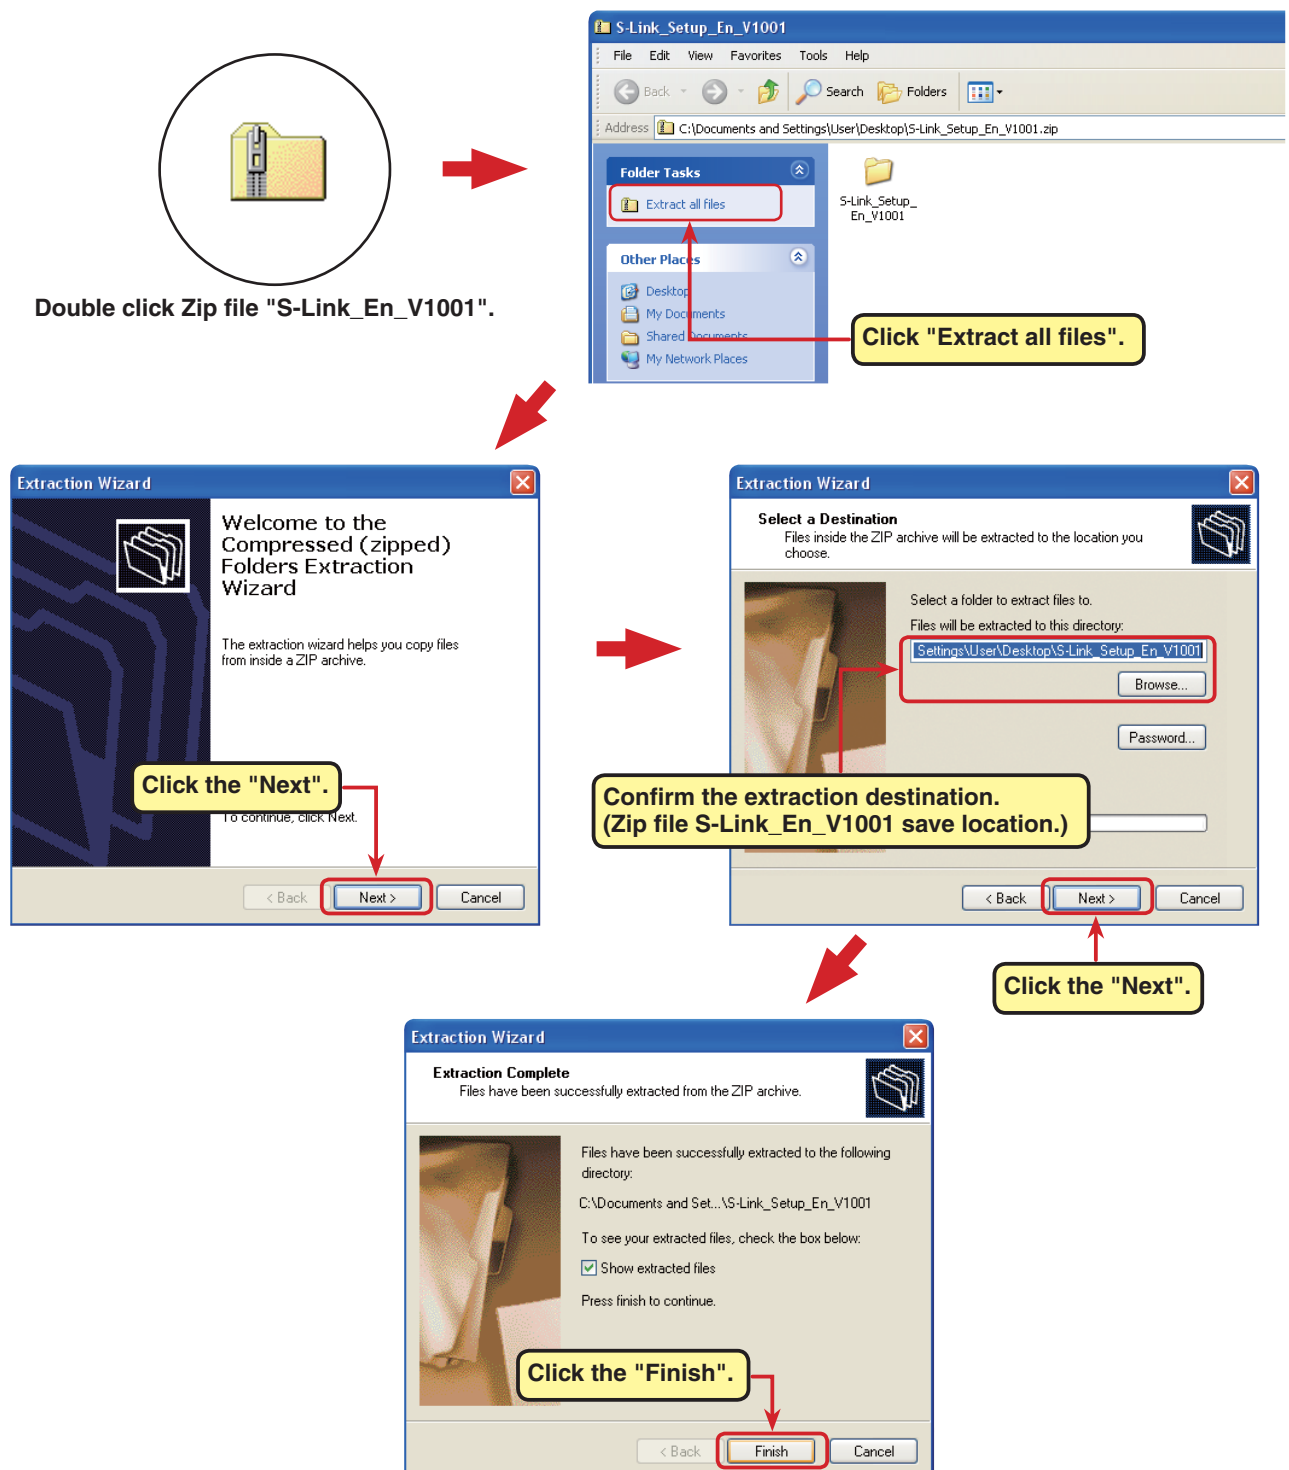 Double click Zip file "S-Link_En_V1001".
S-Link_Setup_En_V1001
File Edit View Favorites Tools Help
Back Search Folders
Address C:\Documents and Settings\User\Desktop\S-Link_Setup_En_V1001.zip
Folder Tasks
Extract all files
S-Link_Setup_
En_V1001
Other Places
Desktop
My Documents
Shared Documents
My Network Places
Click "Extract all files".
Extraction Wizard
Welcome to the
Compressed (zipped)
Folders Extraction
Wizard
The extraction wizard helps you copy files
from inside a ZIP archive.
Click the "Next".
To continue, click Next.
< Back Next > Cancel
Extraction Wizard
Select a Destination
Files inside the ZIP archive will be extracted to the location you
choose.
Select a folder to extract files to.
Files will be extracted to this directory:
Settings\User\Desktop\S-Link_Setup_En_V1001
Browse...
Password...
Confirm the extraction destination.
(Zip file S-Link_En_V1001 save location.)
< Back Next > Cancel
Click the "Next".
Extraction Wizard
Extraction Complete
Files have been successfully extracted from the ZIP archive.
Files have been successfully extracted to the following
directory:
C:\Documents and Set...\S-Link_Setup_En_V1001
To see your extracted files, check the box below:
Show extracted files
Press finish to continue.
Click the "Finish".
< Back Finish Cancel